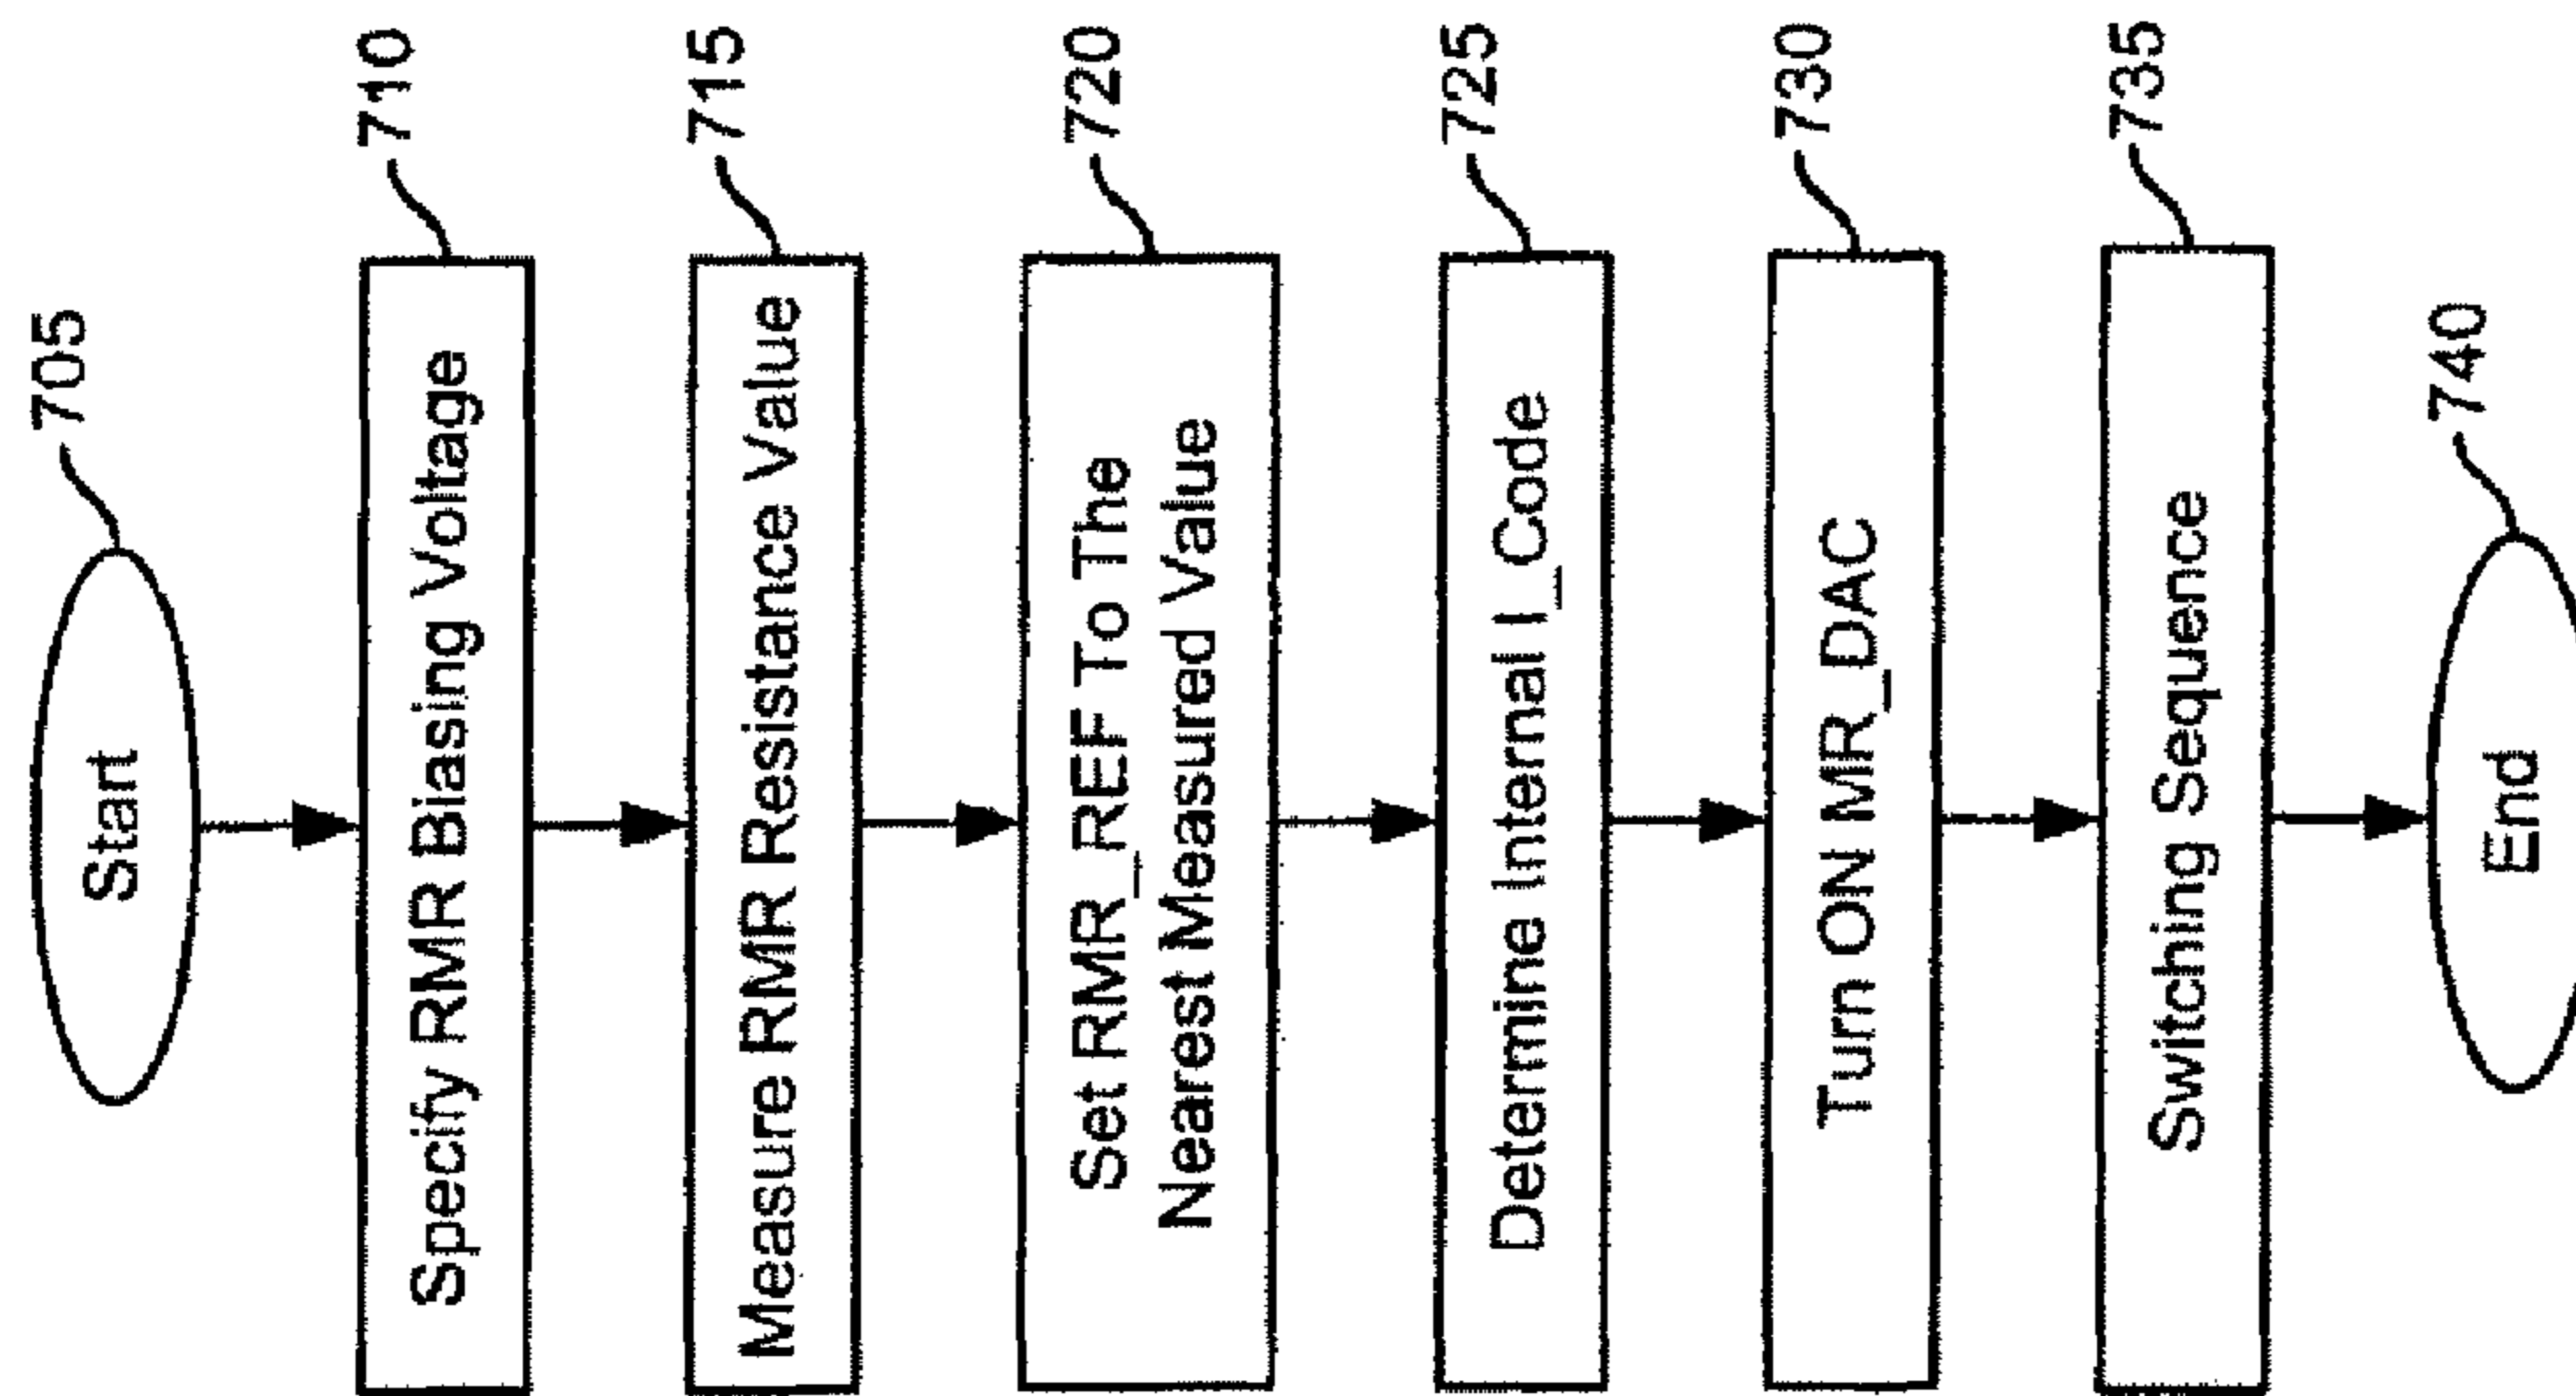 Start
705
Specify RMR Biasing Voltage
710
Measure RMR Resistance Value
715
Set RMR_REF To The
Nearest Measured Value
720
Determine Internal I_Code
725
Turn ON MR_DAC
730
Switching Sequence
735
End
740